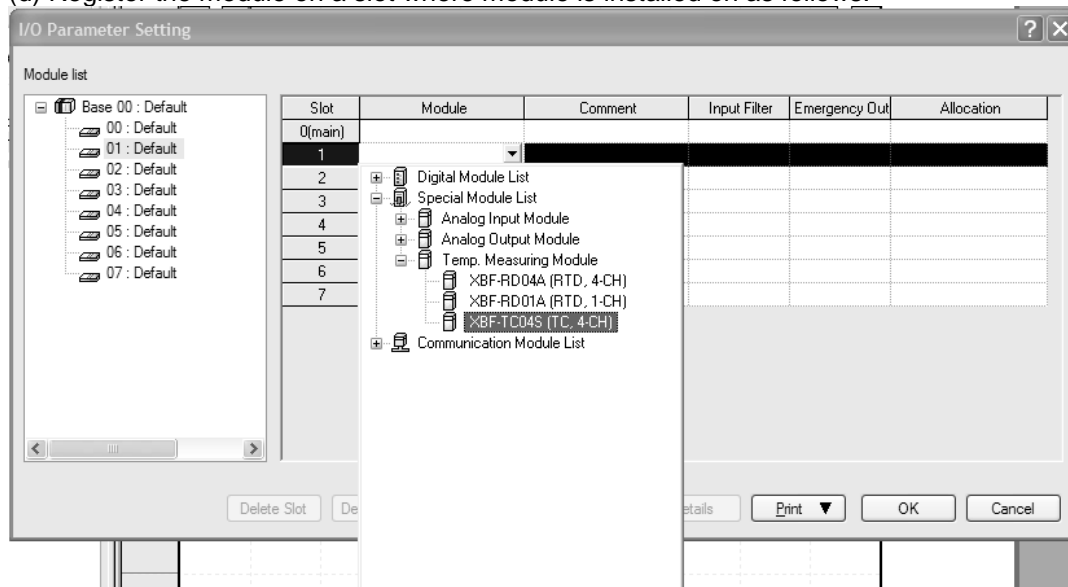 (d) Register the module on a slot where module is installed on as follows.
I/O Parameter Setting
Module list
Base 00 : Default
00 : Default
01 : Default
02 : Default
03 : Default
04 : Default
05 : Default
06 : Default
07 : Default
Slot Module Comment Input Filter Emergency Out Allocation
0(main)
1
2
3
4
5
6
7
Digital Module List
Special Module List
Analog Input Module
Analog Output Module
Temp. Measuring Module
XBF-RD04A (RTD, 4-CH)
XBF-RD01A (RTD, 1-CH)
XBF-TC04S (TC, 4-CH)
Communication Module List
Delete Slot De etails Print ▼ OK Cancel